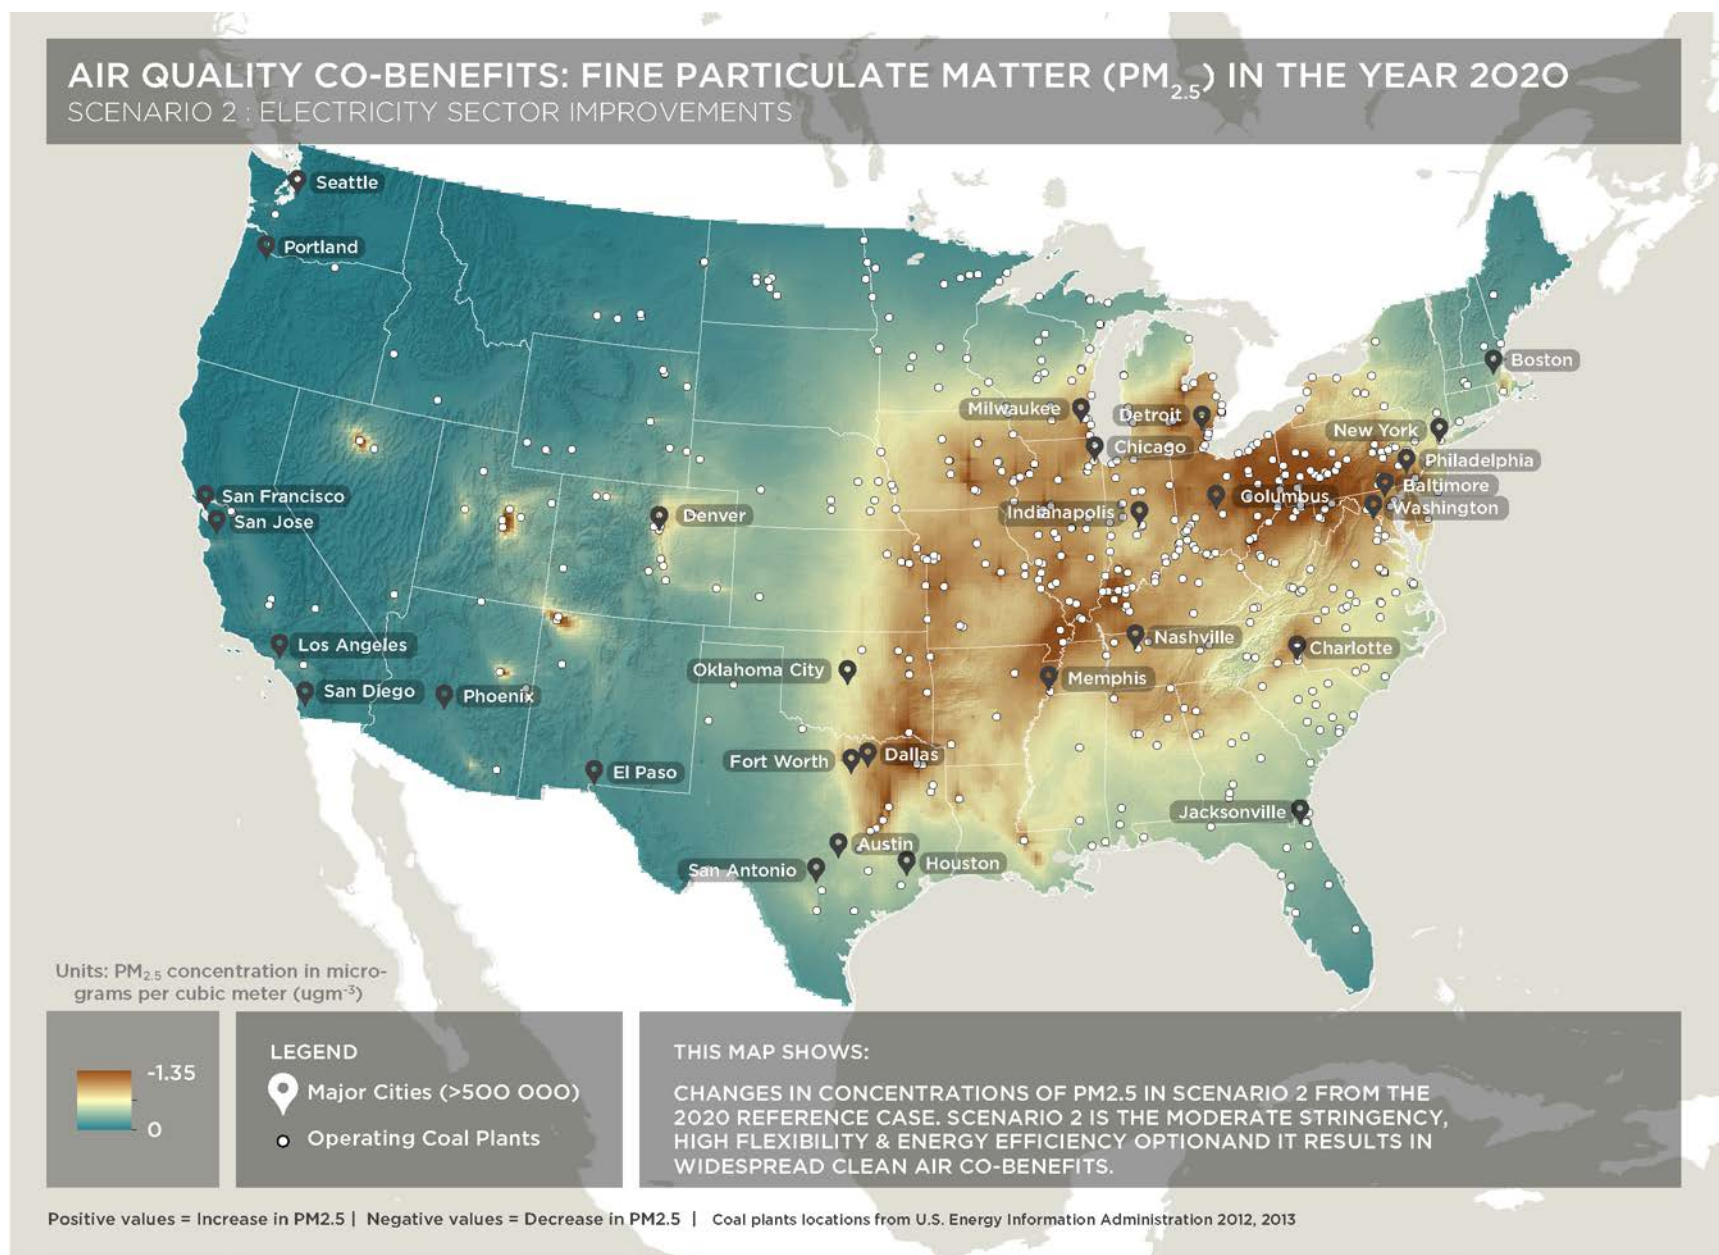 AIR QUALITY CO-BENEFITS: FINE PARTICULATE MATTER (PM2.5) IN THE YEAR 2020
SCENARIO 2 : ELECTRICITY SECTOR IMPROVEMENTS
Seattle
Portland
Boston
Milwaukee
Detroit
New York
Chicago
Philadelphia
Baltimore
San Francisco
Columbus
Washington
San Jose
Denver
Indianapolis
Los Angeles
Nashville
Charlotte
Oklahoma City
Memphis
San Diego
Phoenix
Fort Worth
Dallas
El Paso
Jacksonville
Austin
Houston
San Antonio
Units: PM2.5 concentration in micro-
grams per cubic meter (ugm-3)
-1.35
0
LEGEND
Major Cities (>500 000)
Operating Coal Plants
THIS MAP SHOWS:
CHANGES IN CONCENTRATIONS OF PM2.5 IN SCENARIO 2 FROM THE
2020 REFERENCE CASE. SCENARIO 2 IS THE MODERATE STRINGENCY,
HIGH FLEXIBILITY & ENERGY EFFICIENCY OPTIONAND IT RESULTS IN
WIDESPREAD CLEAN AIR CO-BENEFITS.
Positive values = Increase in PM2.5 | Negative values = Decrease in PM2.5 | Coal plants locations from U.S. Energy Information Administration 2012, 2013